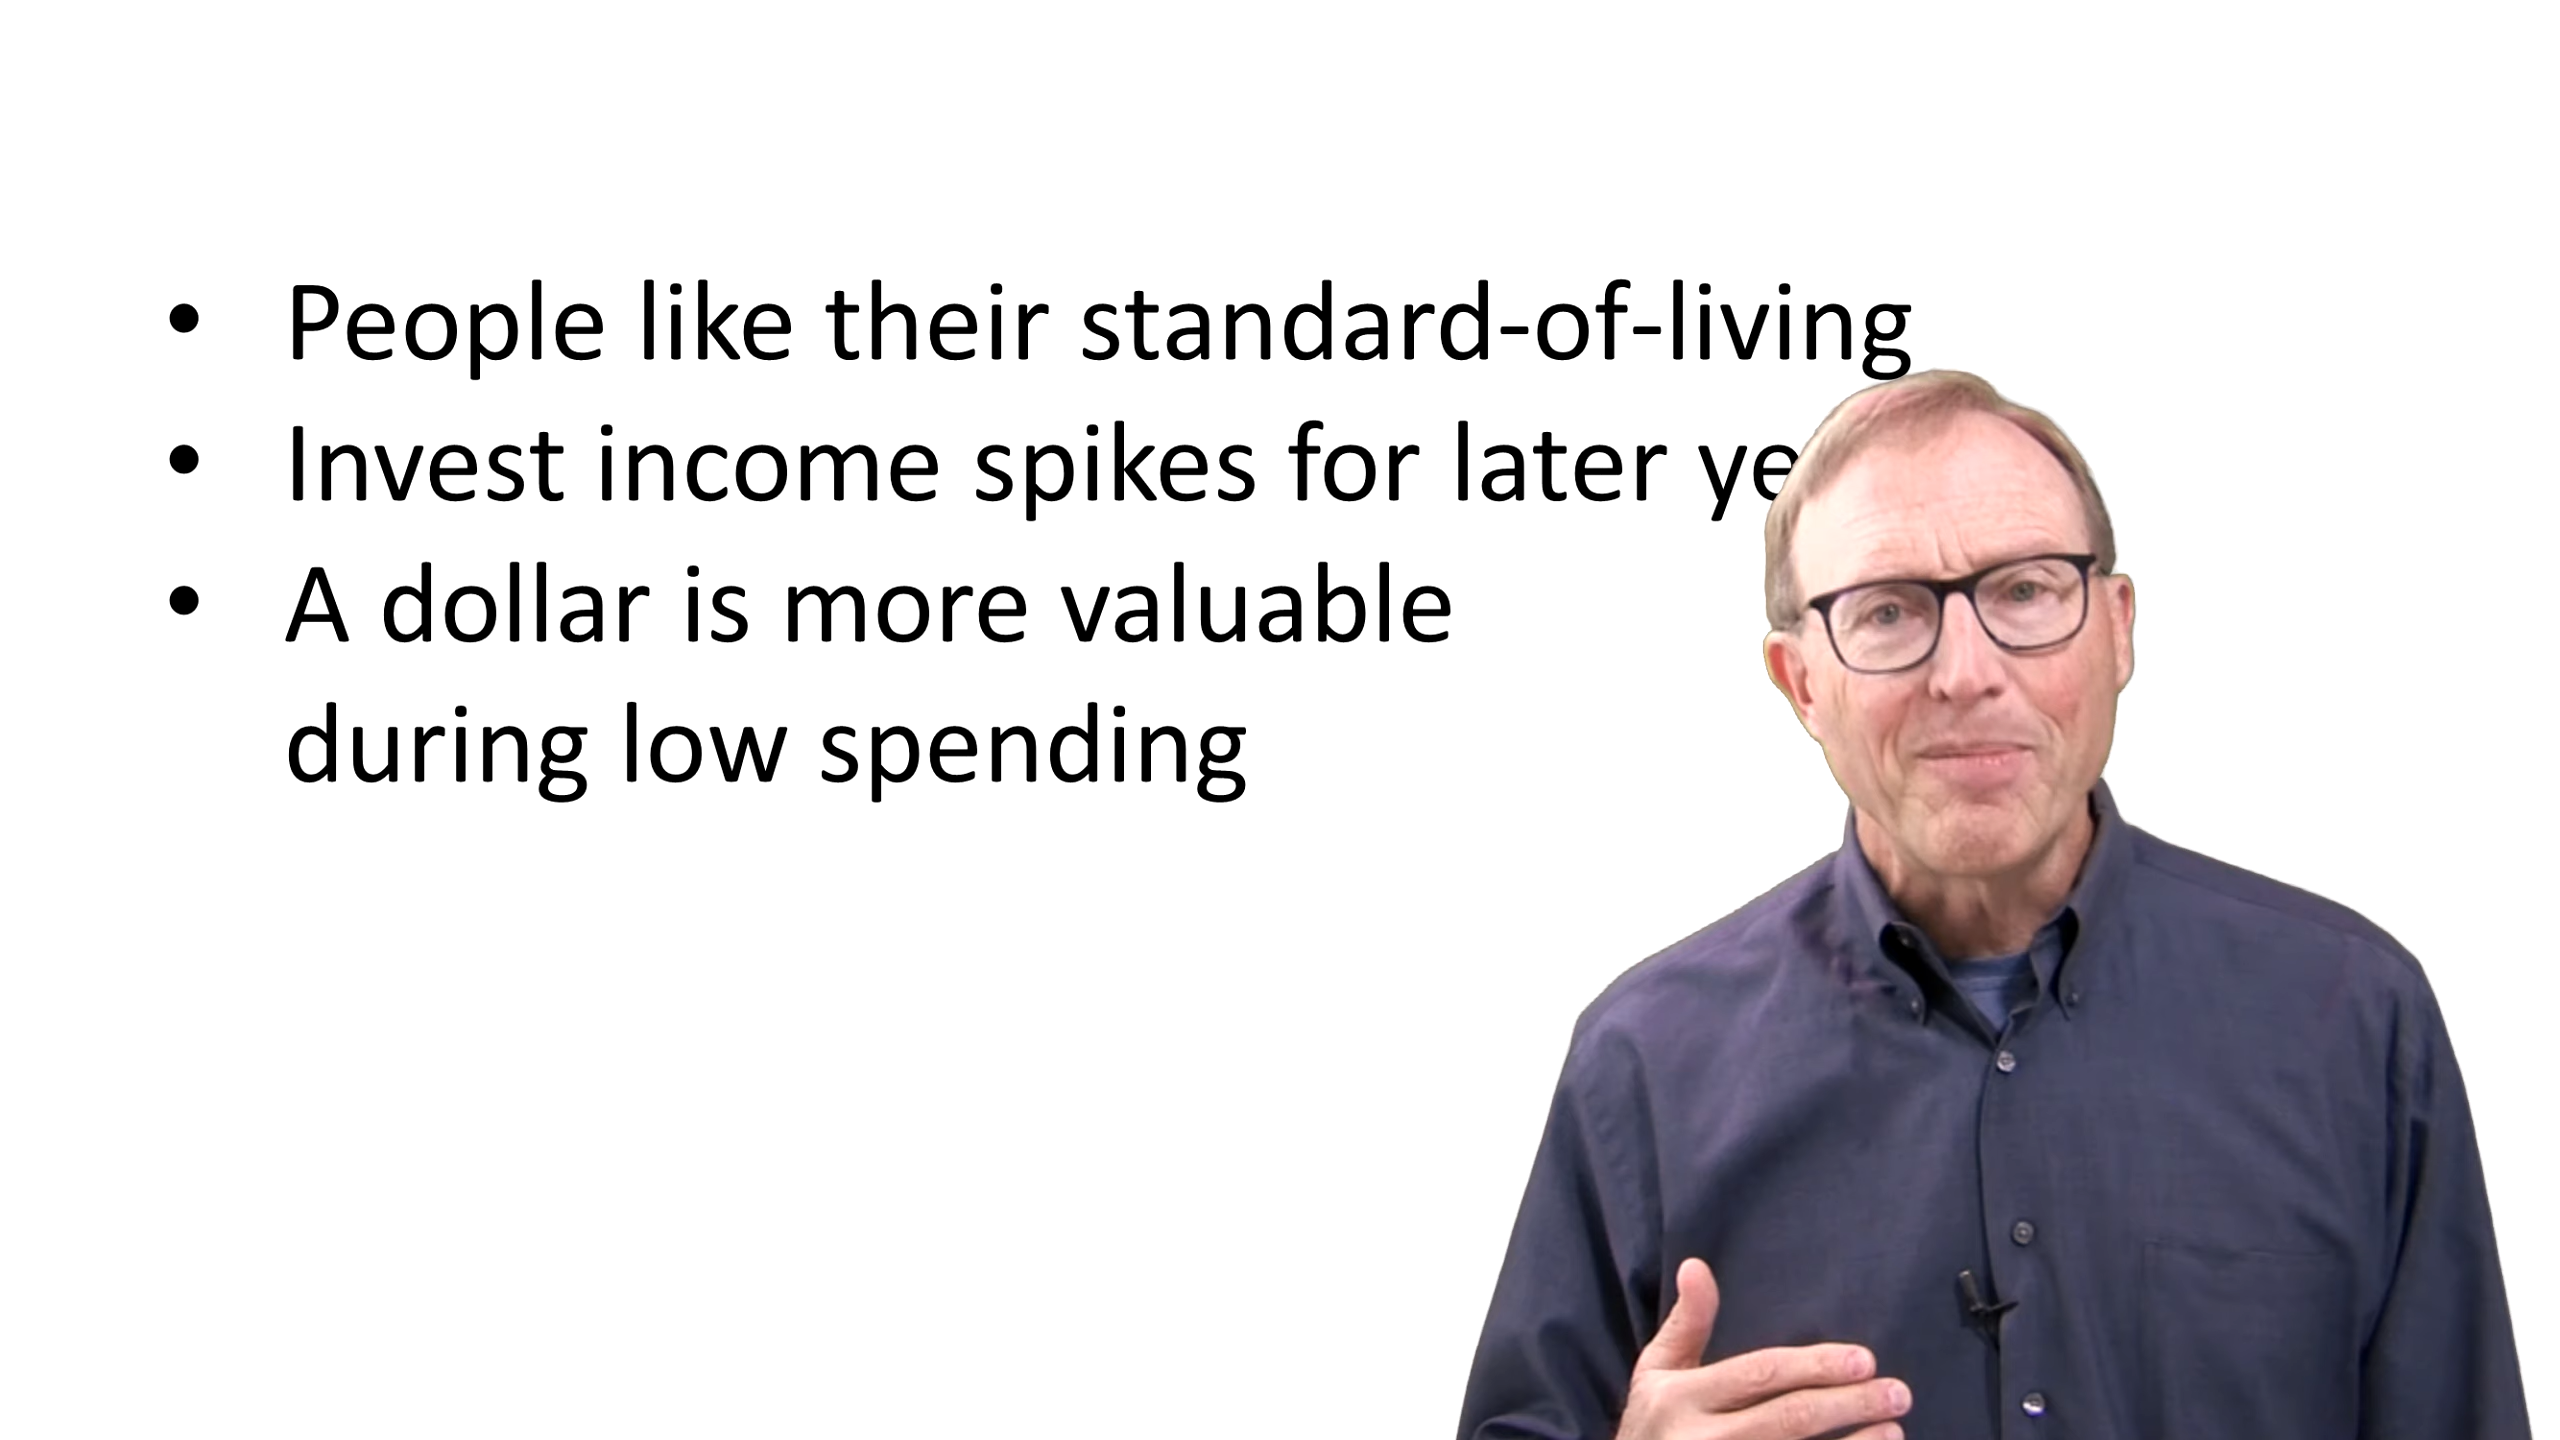 • People like their standard-of-living
• Invest income spikes for later
• A dollar is more valuable
during low spending